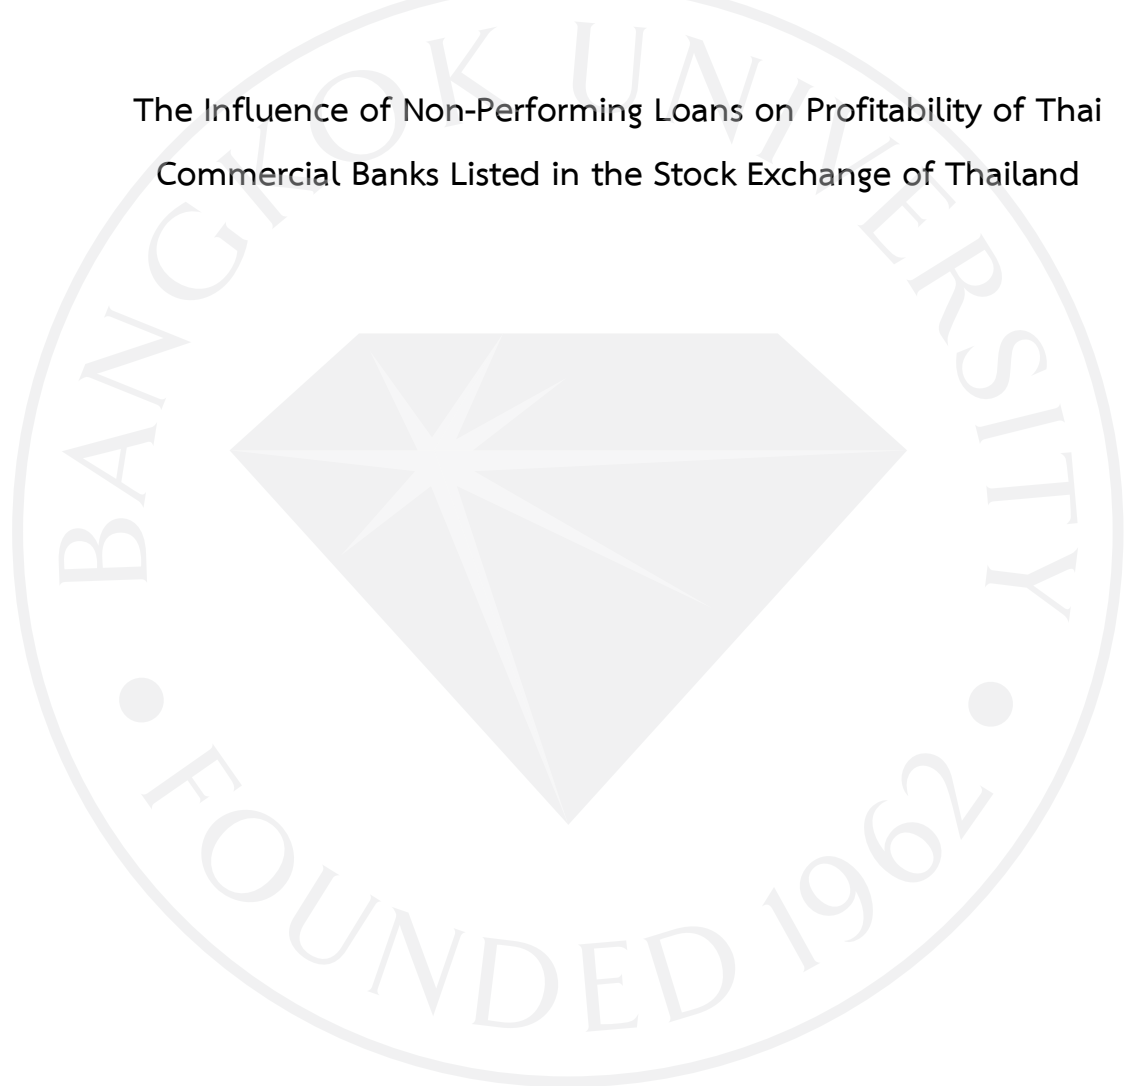 The Influence of Non-Performing Loans on Profitability of Thai
Commercial Banks Listed in the Stock Exchange of Thailand
BANGKOK UNIVERSITY
FOUNDED 1962